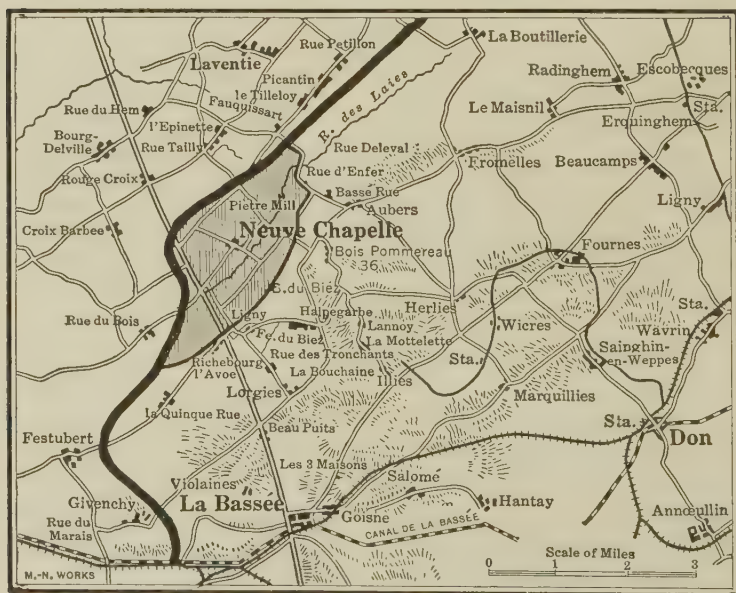 La Boutillerie
Rue Petillon
Laventie
Picantin
Radinghem
Escobecques
le Tilleloy
R. des Laies
Fauquissart
Le Maisnil
Sta.
Rue du Hem
l'Epinette
Erquinghem
Bourg-
Delville
Rue Tailly
Rue Deleval
Fromelles
Beaucamps
Rue d'Enfer
Rouge Croix
Basse Rue
Ligny
Pietre Mill
Aubers
Croix Barbee
Neuve Chapelle
Bois Pommereau
36
Fournes
B. du Biez
Herlies
Halpegarbe
Sta.
Ligny
Lannoy
Wicres
Wavrin
Rue du Bois
Fe. du Biez
La Mottelette
Sainghin-
en-Weppes
Richebourg
l'Avoe
Rue des Tronchants
Sta.
La Bouchaine
Illies
Lorgies
Marquillies
la Quinque Rue
Sta.
Don
Beau Puits
Festubert
Les 3 Maisons
Violaines
Salomé
La Bassée
Hantay
Givenchy
Goisne
Annœullin
Rue du
Marais
CANAL DE LA BASSÉE
Scale of Miles
0 1 2 3
M.-N. WORKS